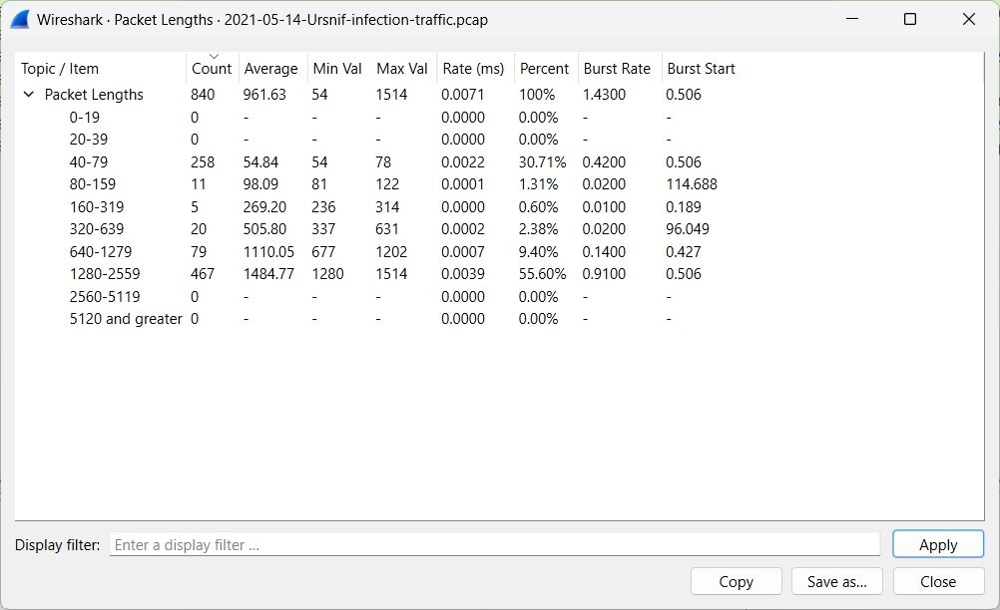 Wireshark · Packet Lengths · 2021-05-14-Ursnif-infection-traffic.pcap
Topic / Item Count Average Min Val Max Val Rate (ms) Percent Burst Rate Burst Start
Packet Lengths 840 961.63 54 1514 0.0071 100% 1.4300 0.506
0-19 0 - - - 0.0000 0.00% - -
20-39 0 - - - 0.0000 0.00% - -
40-79 258 54.84 54 78 0.0022 30.71% 0.4200 0.506
80-159 11 98.09 81 122 0.0001 1.31% 0.0200 114.688
160-319 5 269.20 236 314 0.0000 0.60% 0.0100 0.189
320-639 20 505.80 337 631 0.0002 2.38% 0.0200 96.049
640-1279 79 1110.05 677 1202 0.0007 9.40% 0.1400 0.427
1280-2559 467 1484.77 1280 1514 0.0039 55.60% 0.9100 0.506
2560-5119 0 - - - 0.0000 0.00% - -
5120 and greater 0 - - - 0.0000 0.00% - -
Display filter: Enter a display filter ... Apply
Copy Save as... Close